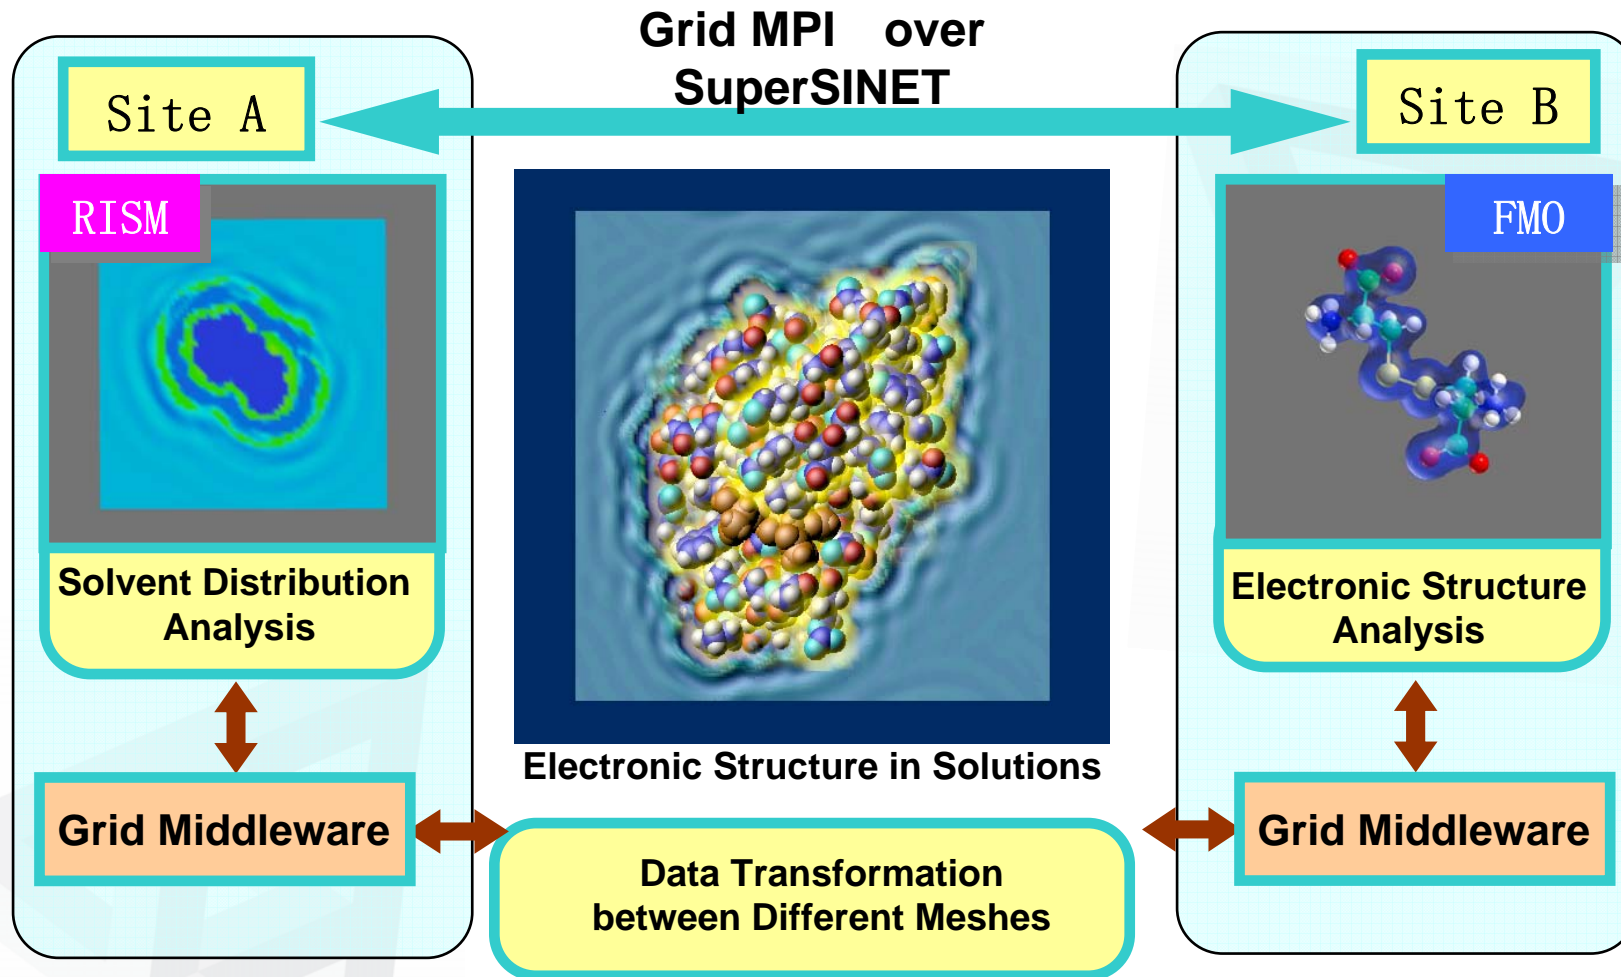 Grid MPI over
SuperSINET
Site A
Site B
RISM
FMO
Solvent Distribution
Analysis
Electronic Structure
Analysis
Electronic Structure in Solutions
Grid Middleware
Grid Middleware
Data Transformation
between Different Meshes